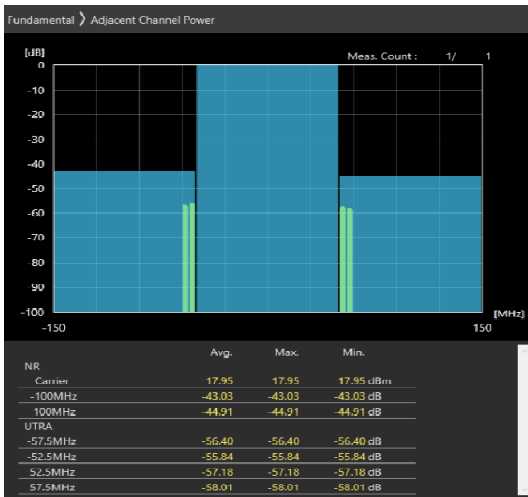 Fundamental ❯ Adjacent Channel Power
[dB]
Meas. Count : 1/ 1
0
-10
-20
-30
-40
-50
-60
-70
-80
-90
-100
[MHz]
-150 150
Avg. Max. Min.
NR
Carrier 17.95 17.95 17.95 dBm
-100MHz -43.03 -43.03 -43.03 dB
100MHz -44.91 -44.91 -44.91 dB
UTRA
-57.5MHz -56.40 -56.40 -56.40 dB
-52.5MHz -55.84 -55.84 -55.84 dB
52.5MHz -57.18 -57.18 -57.18 dB
57.5MHz -58.01 -58.01 -58.01 dB